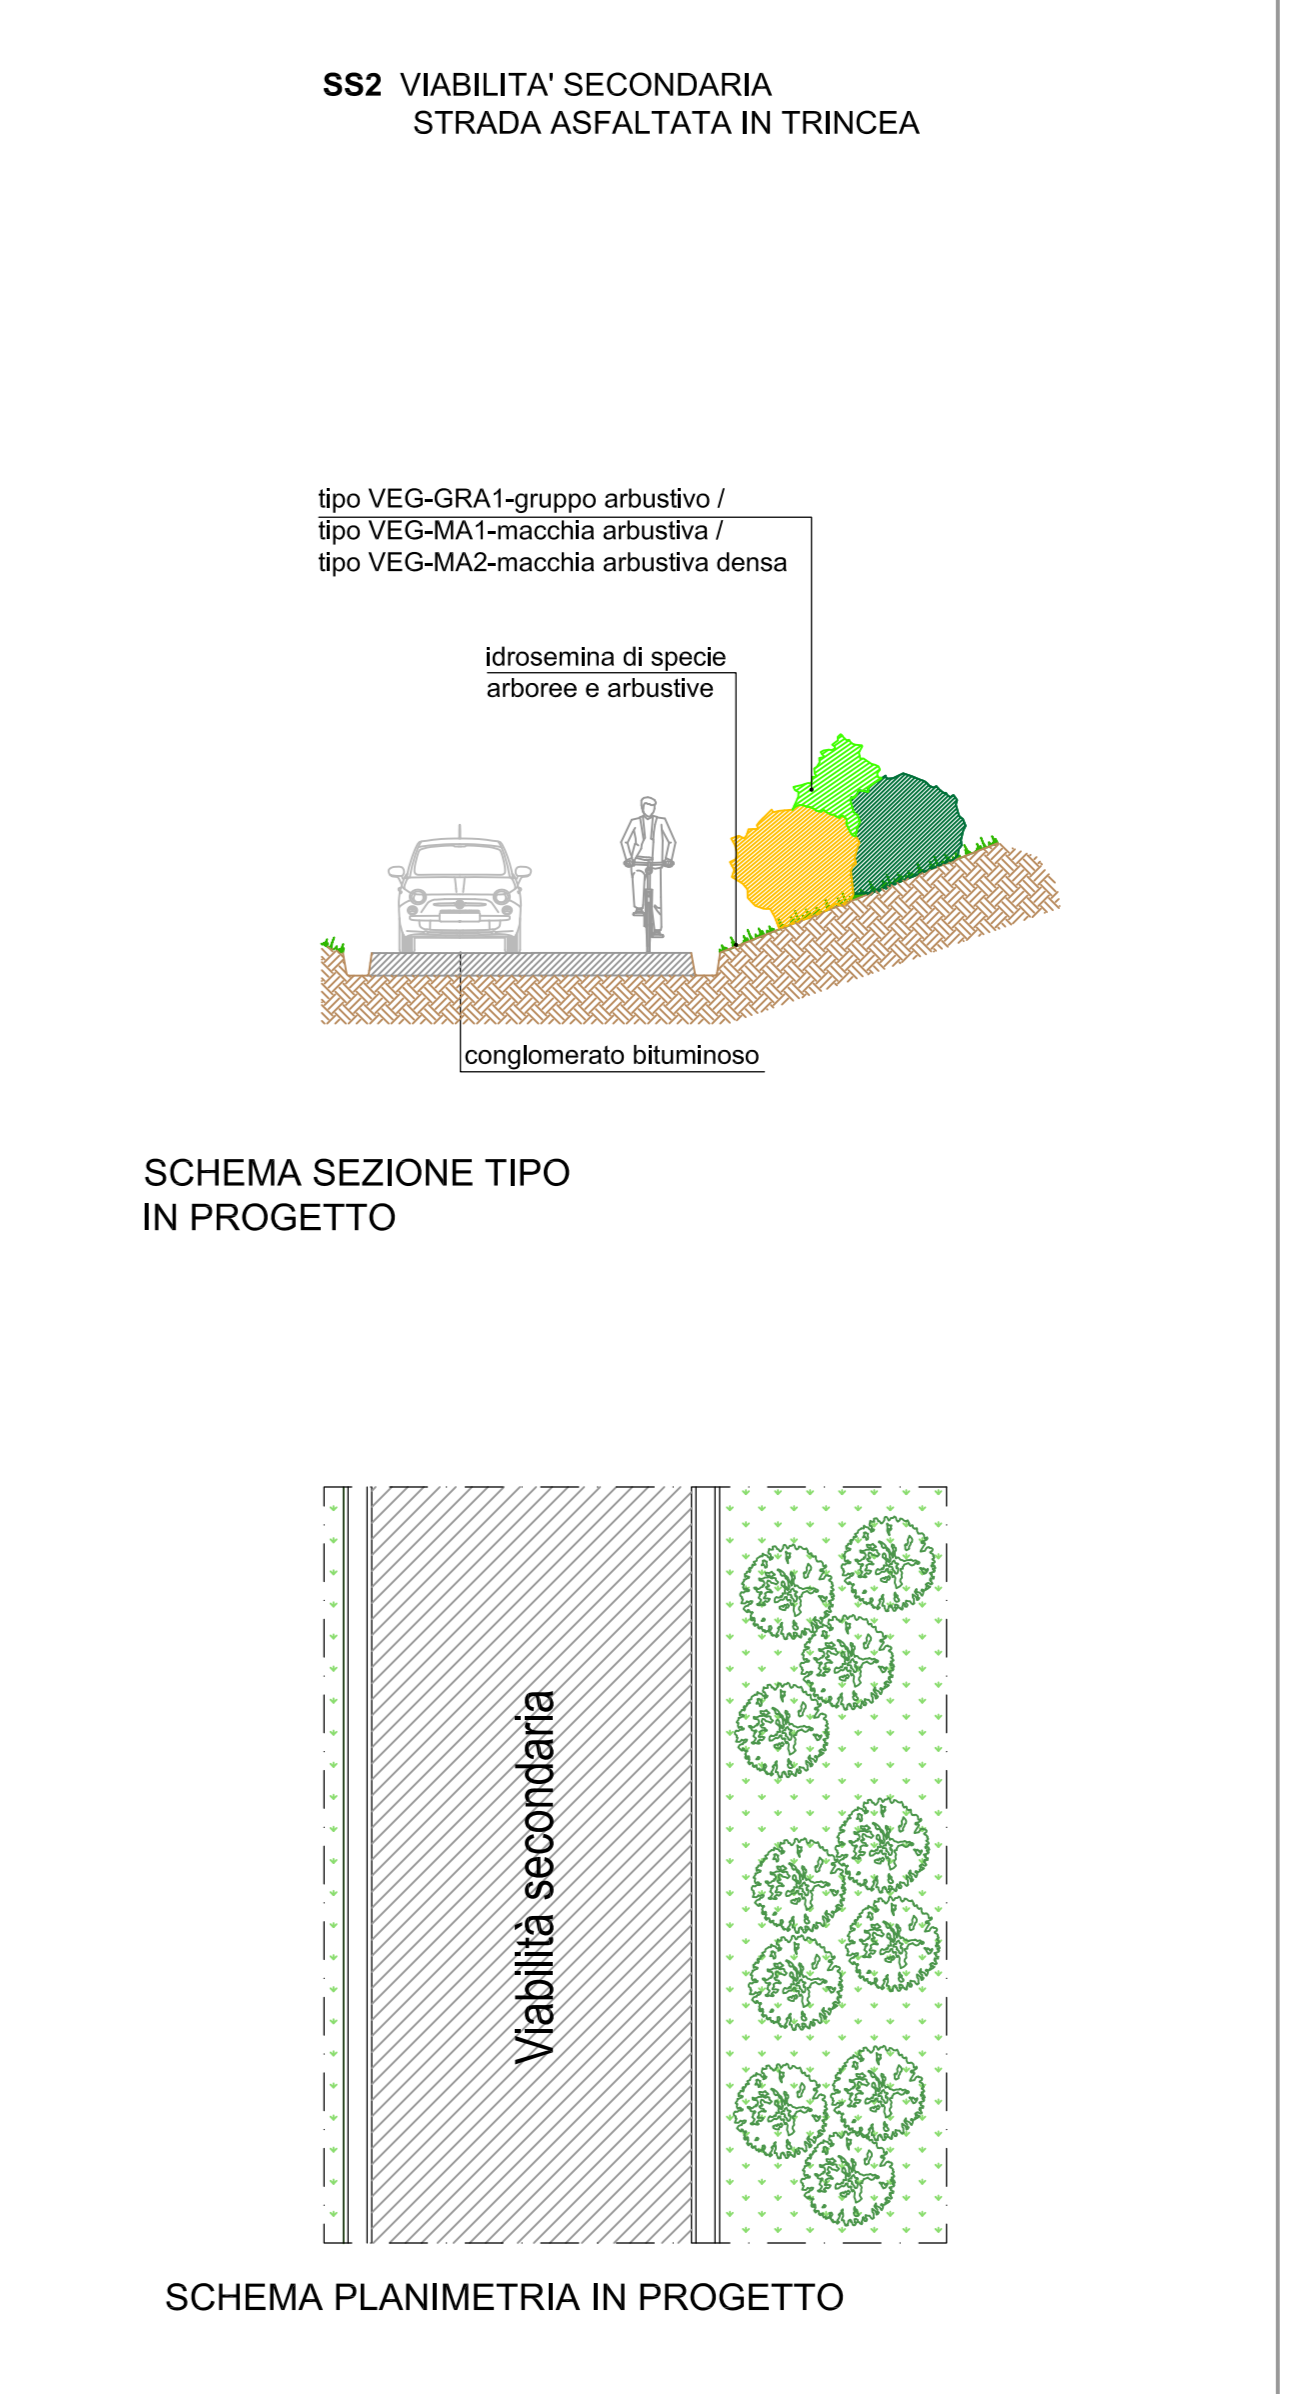 SS2 VIABILITA' SECONDARIA
STRADA ASFALTATA IN TRINCEA
tipo VEG-GRA1-gruppo arbustivo /
tipo VEG-MA1-macchia arbustiva /
tipo VEG-MA2-macchia arbustiva densa
idrosemina di specie
arboree e arbustive
conglomerato bituminoso
SCHEMA SEZIONE TIPO
IN PROGETTO
Viabilità secondaria
SCHEMA PLANIMETRIA IN PROGETTO